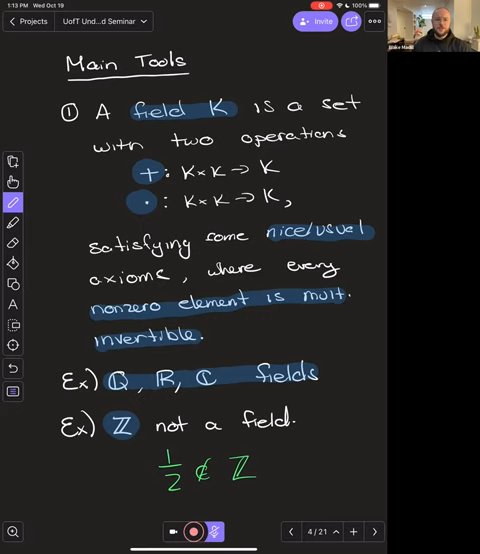 1:13 PM Wed Oct 19
100%
Projects
UofT Und...d Seminar
Invite
Main Tools
① A field K is a set
with two operations
+ : K × K → K
· : K × K → K,
satisfying some nice/usual
axioms, where every
nonzero element is mult.
invertible.
Ex) ℚ, ℝ, ℂ fields
Ex) ℤ not a field.
1/2 ∉ ℤ
4 / 21